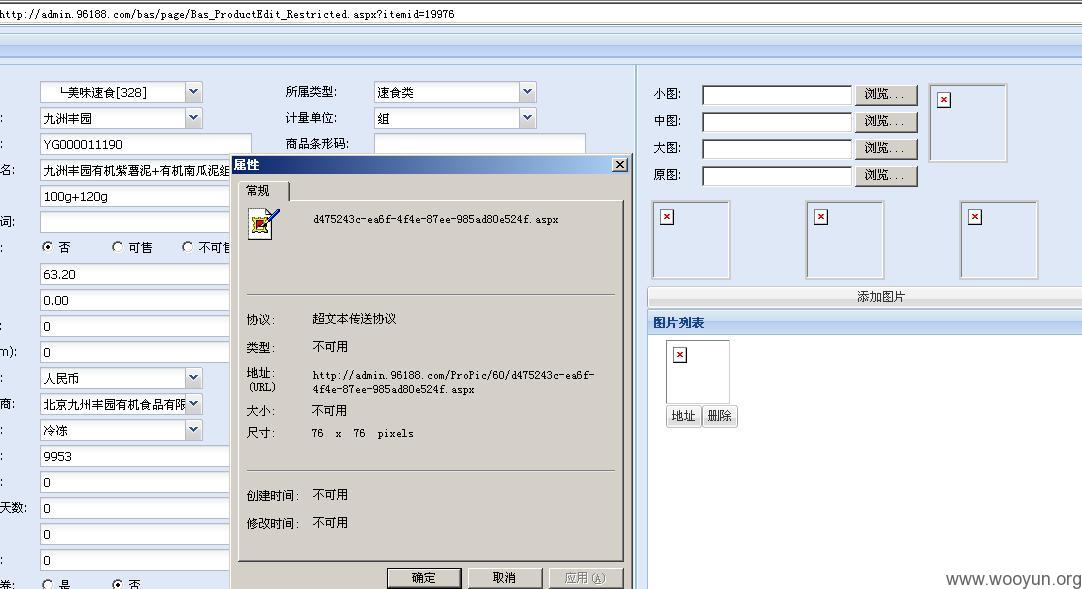 http://admin.96188.com/bas/page/Bas_ProductEdit_Restricted.aspx?itemid=19976
┗美味速食[328]
所属类型:
速食类
:
九洲丰园
计量单位:
组
:
YG000011190
商品条形码:
名:
九洲丰园有机紫薯泥+有机南瓜泥组
100g+120g
词:
:
否
可售
不可售
63.20
0.00
:
0
m):
0
:
人民币
商:
北京九州丰园有机食品有限
:
冷冻
:
9953
:
0
天数:
0
0
:
0
券:
是
否
属性
常规
d475243c-ea6f-4f4e-87ee-985ad80e524f.aspx
协议:
超文本传送协议
类型:
不可用
地址:
(URL)
http://admin.96188.com/ProPic/60/d475243c-ea6f-
4f4e-87ee-985ad80e524f.aspx
大小:
不可用
尺寸:
76 x 76 pixels
创建时间:
不可用
修改时间:
不可用
确定
取消
应用(A)
小图:
浏览...
中图:
浏览...
大图:
浏览...
原图:
浏览...
添加图片
图片列表
地址
删除
www.wooyun.org